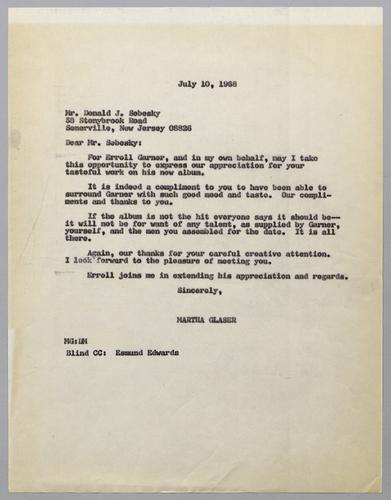 July 10, 1968
Mr. Donald J. Sebesky
58 Stonybrook Road
Somerville, New Jersey 08826
Dear Mr. Sebesky:
For Erroll Garner, and in my own behalf, may I take
this opportunity to express our appreciation for your
tasteful work on his new album.
It is indeed a compliment to you to have been able to
surround Garner with such good mood and taste. Our compli-
ments and thanks to you.
If the album is not the hit everyone says it should be--
it will not be for want of any talent, as supplied by Garner,
yourself, and the men you assembled for the date. It is all
there.
Again, our thanks for your careful creative attention.
I look forward to the pleasure of meeting you.
Erroll joins me in extending his appreciation and regards.
Sincerely,
MARTHA GLASER
MG:DM
Blind CC: Esmund Edwards